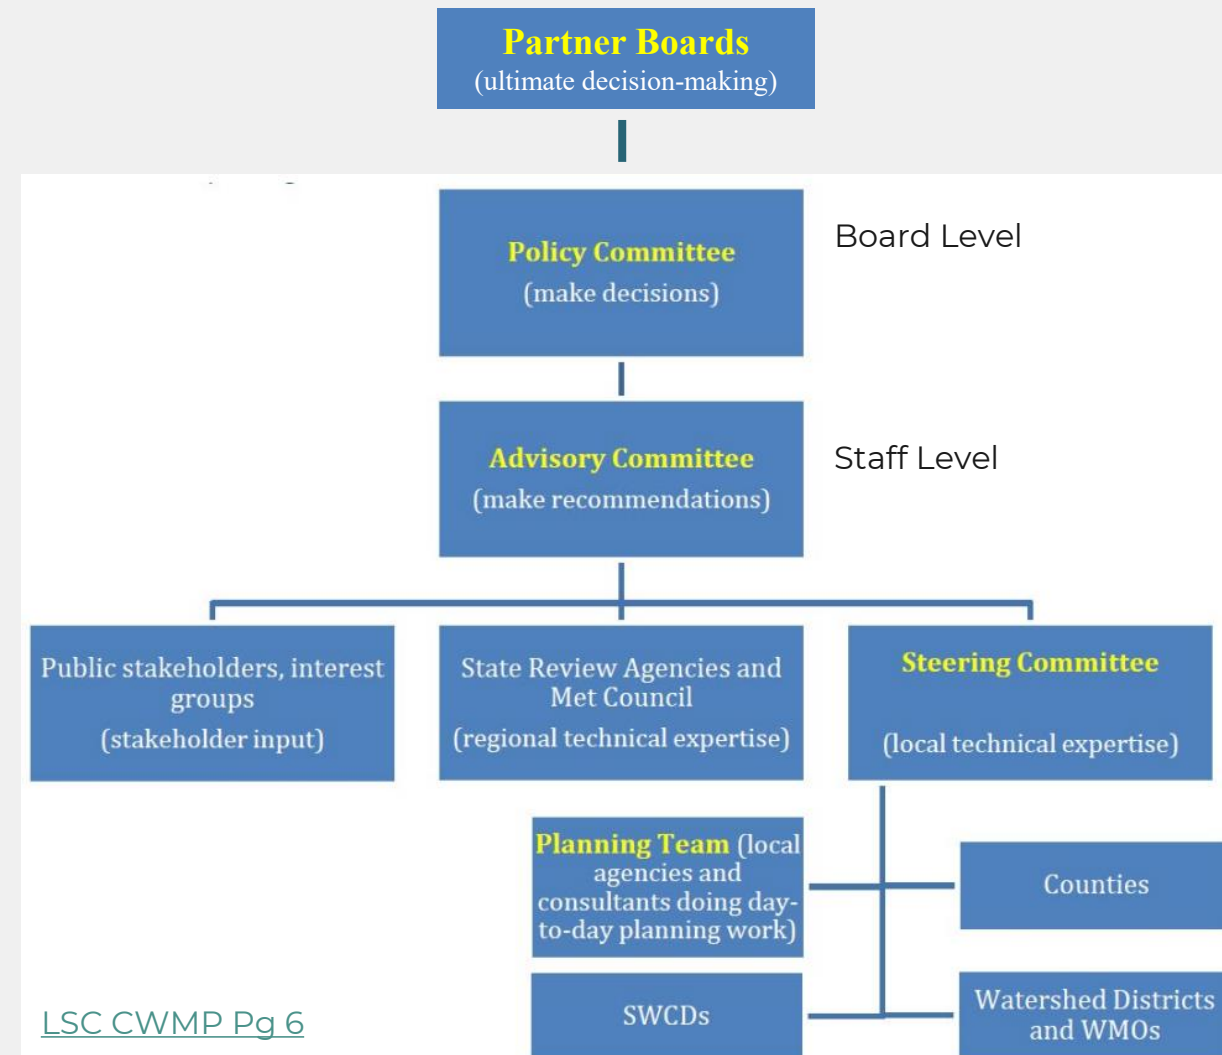 Partner Boards
(ultimate decision-making)
Policy Committee
(make decisions)
Board Level
Advisory Committee
(make recommendations)
Staff Level
Public stakeholders, interest
groups
(stakeholder input)
State Review Agencies and
Met Council
(regional technical expertise)
Steering Committee
(local technical expertise)
Planning Team (local
agencies and
consultants doing day-
to-day planning work)
Counties
SWCDs
Watershed Districts
and WMOs
LSC CWMP Pg 6